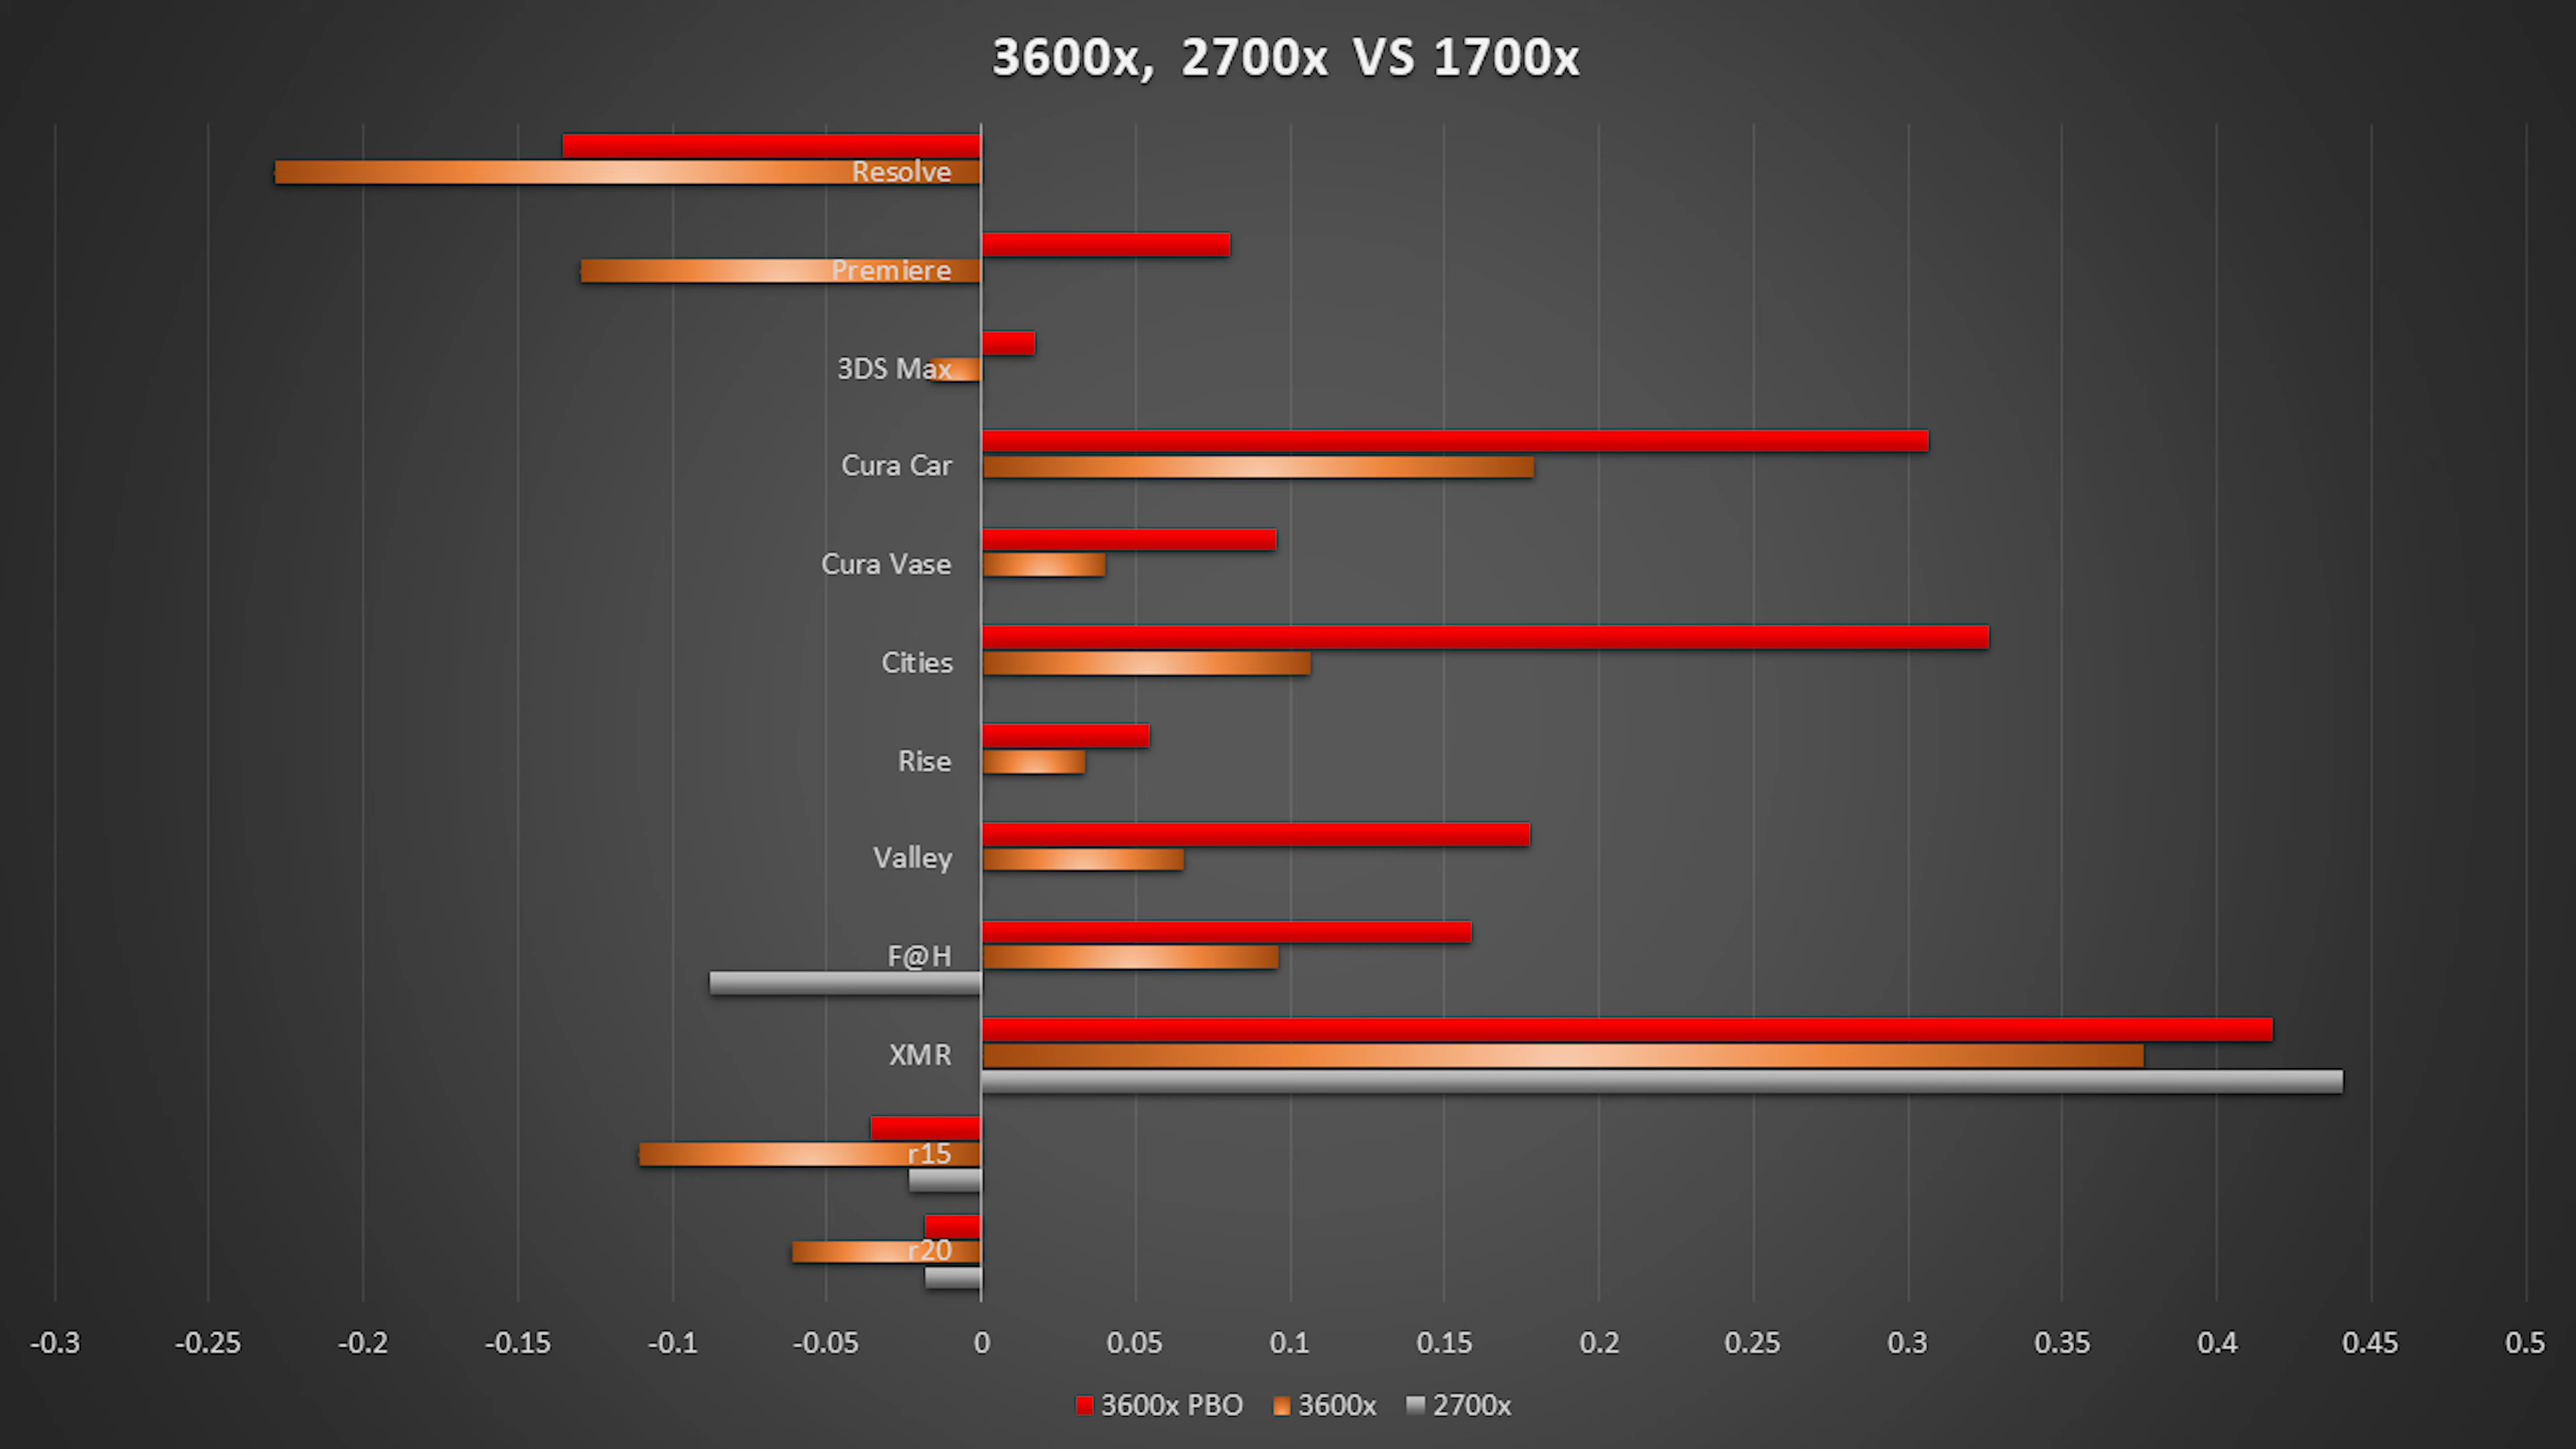 3600x, 2700x VS 1700x
Resolve
Premiere
3DS Max
Cura Car
Cura Vase
Cities
Rise
Valley
F@H
XMR
r15
r20
-0.3 -0.25 -0.2 -0.15 -0.1 -0.05 0 0.05 0.1 0.15 0.2 0.25 0.3 0.35 0.4 0.45 0.5
3600x PBO 3600x 2700x